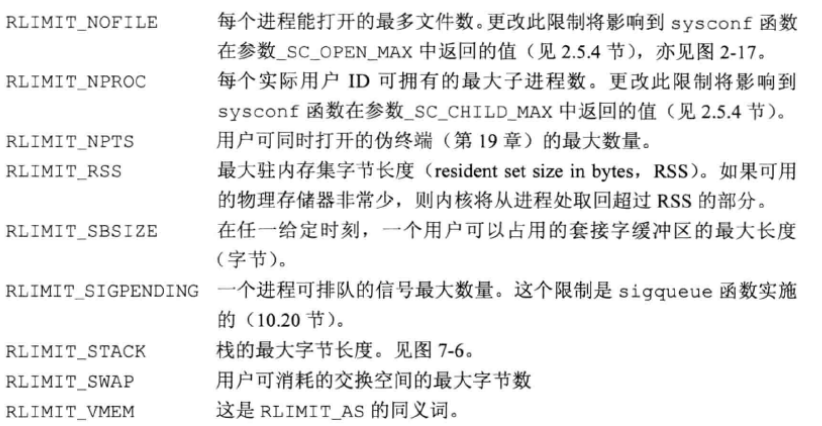 RLIMIT_NOFILE 每个进程能打开的最多文件数。更改此限制将影响到 sysconf 函数
在参数_SC_OPEN_MAX 中返回的值（见 2.5.4 节），亦见图 2-17。
RLIMIT_NPROC 每个实际用户 ID 可拥有的最大子进程数。更改此限制将影响到
sysconf 函数在参数_SC_CHILD_MAX 中返回的值（见 2.5.4 节）。
RLIMIT_NPTS 用户可同时打开的伪终端（第 19 章）的最大数量。
RLIMIT_RSS 最大驻内存集字节长度（resident set size in bytes，RSS）。如果可用
的物理存储器非常少，则内核将从进程处取回超过 RSS 的部分。
RLIMIT_SBSIZE 在任一给定时刻，一个用户可以占用的套接字缓冲区的最大长度
（字节）。
RLIMIT_SIGPENDING 一个进程可排队的信号最大数量。这个限制是 sigqueue 函数实施
的（10.20 节）。
RLIMIT_STACK 栈的最大字节长度。见图 7-6。
RLIMIT_SWAP 用户可消耗的交换空间的最大字节数
RLIMIT_VMEM 这是 RLIMIT_AS 的同义词。